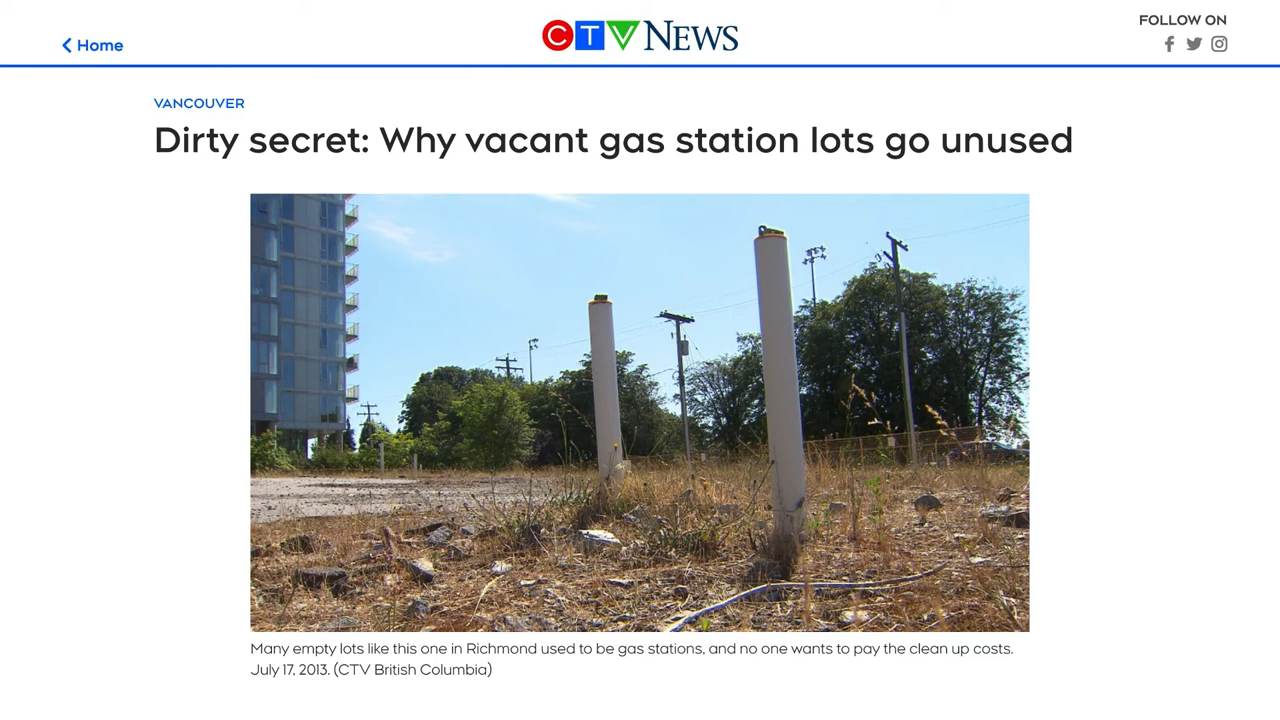 Home
CTV NEWS
FOLLOW ON
VANCOUVER
Dirty secret: Why vacant gas station lots go unused
Many empty lots like this one in Richmond used to be gas stations, and no one wants to pay the clean up costs.
July 17, 2013. (CTV British Columbia)